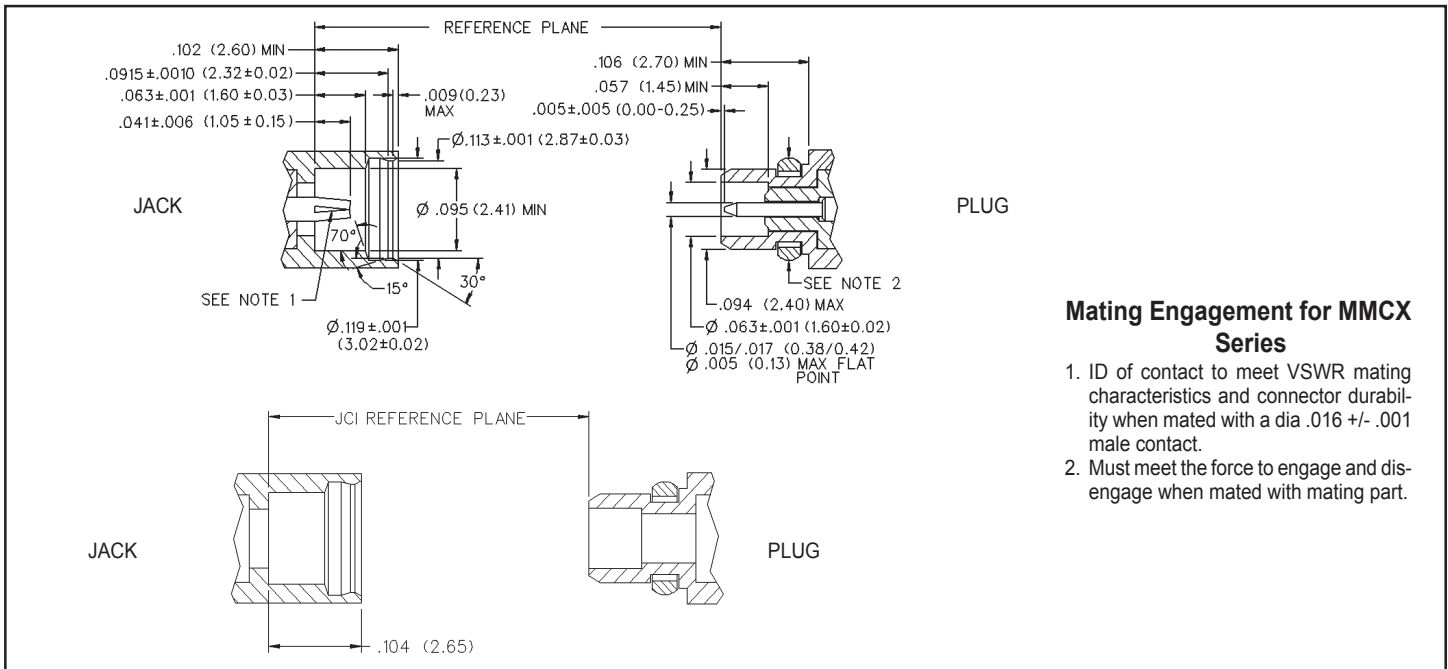 REFERENCE PLANE
.102 (2.60) MIN
.0915±.0010 (2.32±0.02)
.063±.001 (1.60±0.03)
.041±.006 (1.05±0.15)
.009(0.23)
MAX
Ø.113±.001 (2.87±0.03)
.106 (2.70) MIN
.057 (1.45)MIN
.005±.005 (0.00-0.25)
JACK
Ø .095 (2.41) MIN
70°
15°
30°
SEE NOTE 1
Ø.119±.001
(3.02±0.02)
PLUG
SEE NOTE 2
.094 (2.40) MAX
Ø .063±.001 (1.60±0.02)
Ø .015/.017 (0.38/0.42)
Ø .005 (0.13) MAX FLAT
POINT
Mating Engagement for MMCX
Series
1. ID of contact to meet VSWR mating
characteristics and connector durabil-
ity when mated with a dia .016 +/- .001
male contact.
2. Must meet the force to engage and dis-
engage when mated with mating part.
JCI REFERENCE PLANE
JACK
PLUG
.104 (2.65)